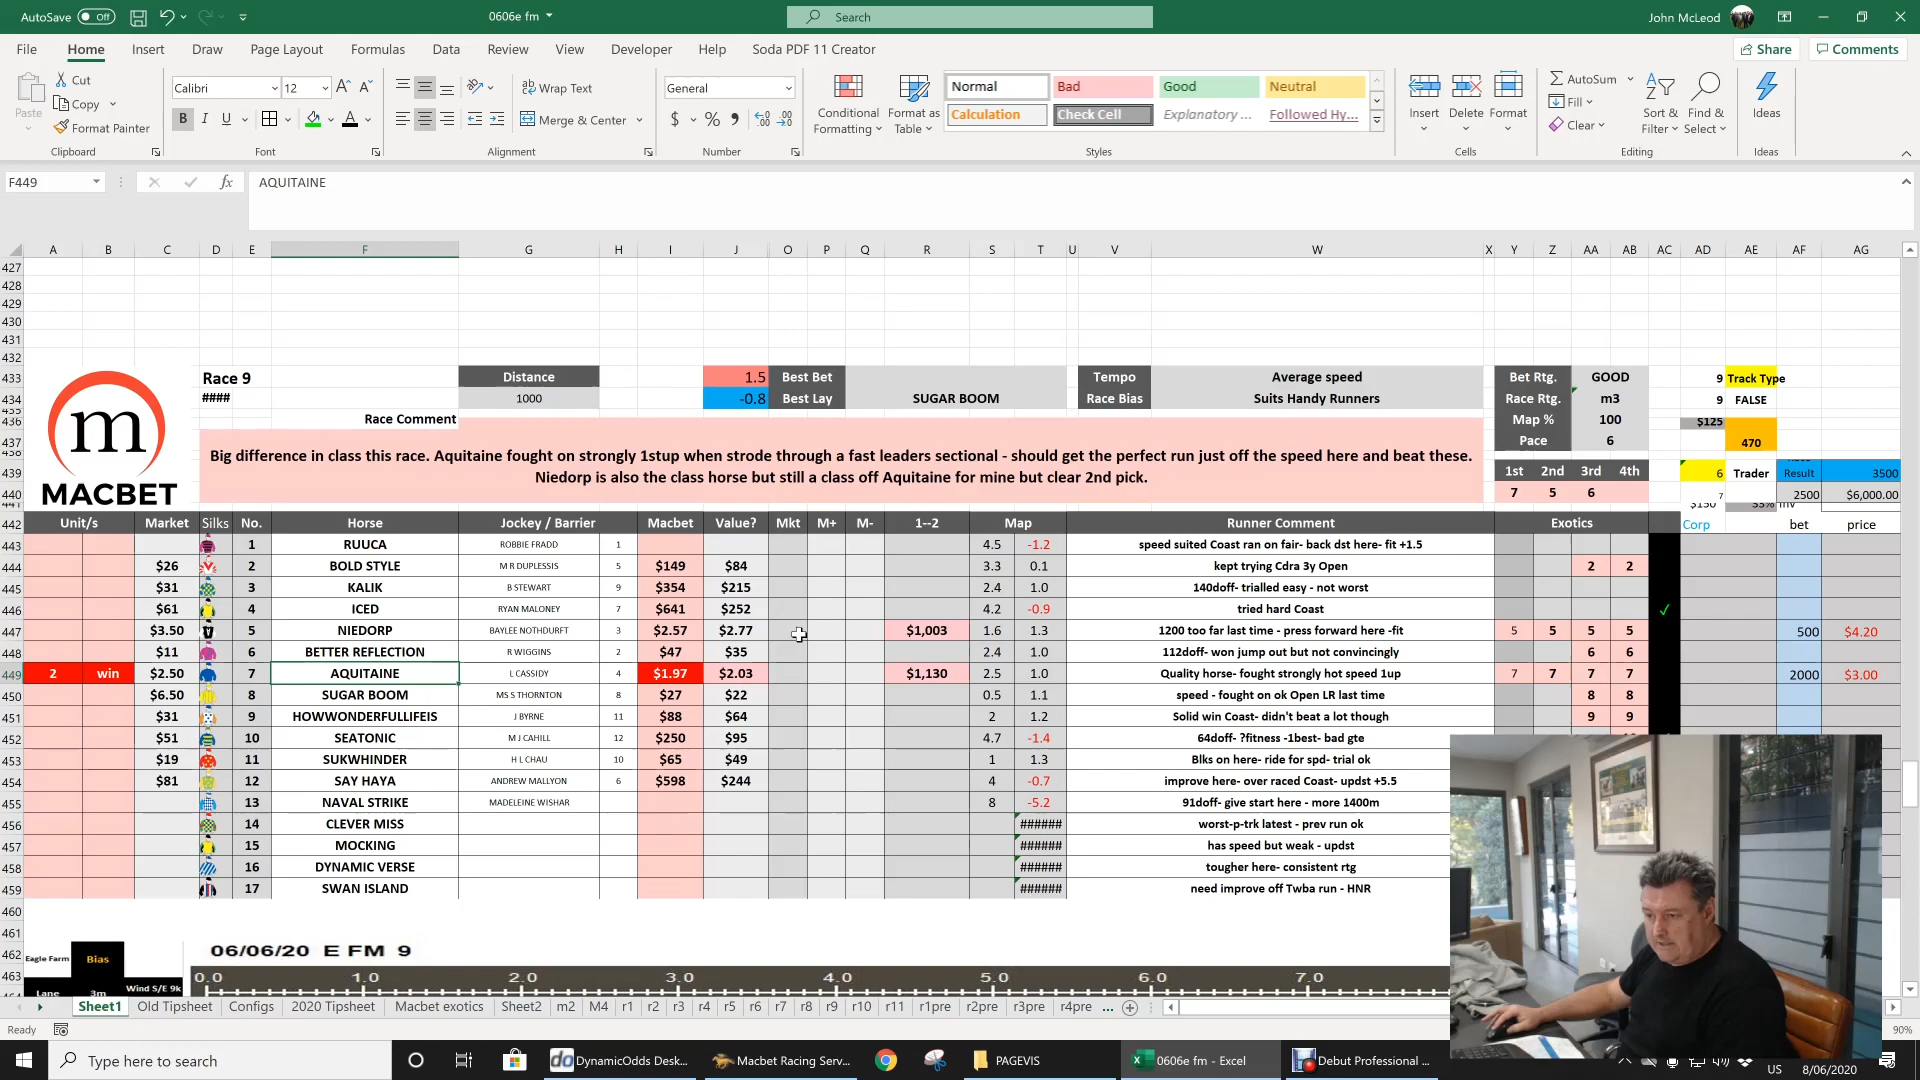 AutoSave Off
0606e fm
Search
John McLeod
File Home Insert Draw Page Layout Formulas Data Review View Developer Help Soda PDF 11 Creator
Share Comments
Paste Cut Copy Format Painter
Calibri 12
B I U A
Wrap Text
Merge & Center
General
$ % 9
Conditional Formatting
Format as Table
Normal Bad Good Neutral
Calculation Check Cell Explanatory ... Followed Hy...
Insert Delete Format
AutoSum Fill Clear
Sort & Filter Find & Select
Ideas
Clipboard Font Alignment Number Styles Cells Editing Ideas
F449 fx AQUITAINE
A B C D E F G H I J O P Q R S T U V W X Y Z AA AB AC AD AE AF AG
427
428
429
430
431
432
433 Race 9 Distance 1.5 Best Bet Tempo Average speed Bet Rtg. GOOD 9 Track Type
434 #### 1000 -0.8 Best Lay SUGAR BOOM Race Bias Suits Handy Runners Race Rtg. m3 9 FALSE
436 Race Comment Map % 100 $125
437 Pace 6 470
m
MACBET
Big difference in class this race. Aquitaine fought on strongly 1stup when strode through a fast leaders sectional - should get the perfect run just off the speed here and beat these.
Niedorp is also the class horse but still a class off Aquitaine for mine but clear 2nd pick.
439 1st 2nd 3rd 4th 6 Trader Result 3500
440 7 5 6 7 2500 $6,000.00
442 Unit/s Market Silks No. Horse Jockey / Barrier Macbet Value? Mkt M+ M- 1--2 Map Runner Comment Exotics Corp bet price
443 1 RUUCA ROBBIE FRADD 1 4.5 -1.2 speed suited Coast ran on fair- back dst here- fit +1.5
444 $26 2 BOLD STYLE M R DUPLESSIS 5 $149 $84 3.3 0.1 kept trying Cdra 3y Open 2 2
445 $31 3 KALIK B STEWART 9 $354 $215 2.4 1.0 140doff- trialled easy - not worst
446 $61 4 ICED RYAN MALONEY 7 $641 $252 4.2 -0.9 tried hard Coast ✓
447 $3.50 5 NIEDORP BAYLEE NOTHDURFT 3 $2.57 $2.77 $1,003 1.6 1.3 1200 too far last time - press forward here -fit 5 5 5 5 500 $4.20
448 $11 6 BETTER REFLECTION R WIGGINS 2 $47 $35 2.4 1.0 112doff- won jump out but not convincingly 6 6
449 2 win $2.50 7 AQUITAINE L CASSIDY 4 $1.97 $2.03 $1,130 2.5 1.0 Quality horse- fought strongly hot speed 1up 7 7 7 7 2000 $3.00
450 $6.50 8 SUGAR BOOM MS S THORNTON 8 $27 $22 0.5 1.1 speed - fought on ok Open LR last time 8 8
451 $31 9 HOWWONDERFULLIFEIS J BYRNE 11 $88 $64 2 1.2 Solid win Coast- didn't beat a lot though 9 9
452 $51 10 SEATONIC M J CAHILL 12 $250 $95 4.7 -1.4 64doff- ?fitness -1best- bad gte
453 $19 11 SUKWHINDER H L CHAU 10 $65 $49 1 1.3 Blks on here- ride for spd- trial ok
454 $81 12 SAY HAYA ANDREW MALLYON 6 $598 $244 4 -0.7 improve here- over raced Coast- updst +5.5
455 13 NAVAL STRIKE MADELEINE WISHAR 8 -5.2 91doff- give start here - more 1400m
456 14 CLEVER MISS ###### worst-p-trk latest - prev run ok
457 15 MOCKING ###### has speed but weak - updst
458 16 DYNAMIC VERSE ###### tougher here- consistent rtg
459 17 SWAN ISLAND ###### need improve off Twba run - HNR
460
461
462 Eagle Farm Bias 06/06/20 E FM 9
463 0.0 1.0 2.0 3.0 4.0 5.0 6.0 7.0
Lane 3m Wind S/E 9k
Sheet1 Old Tipsheet Configs 2020 Tipsheet Macbet exotics Sheet2 m2 M4 r1 r2 r3 r4 r5 r6 r7 r8 r9 r10 r11 r1pre r2pre r3pre r4pre ...
Ready 90%
Type here to search
DynamicOdds Desk... Macbet Racing Serv... PAGEVIS 0606e fm - Excel Debut Professional ...
US 8/06/2020